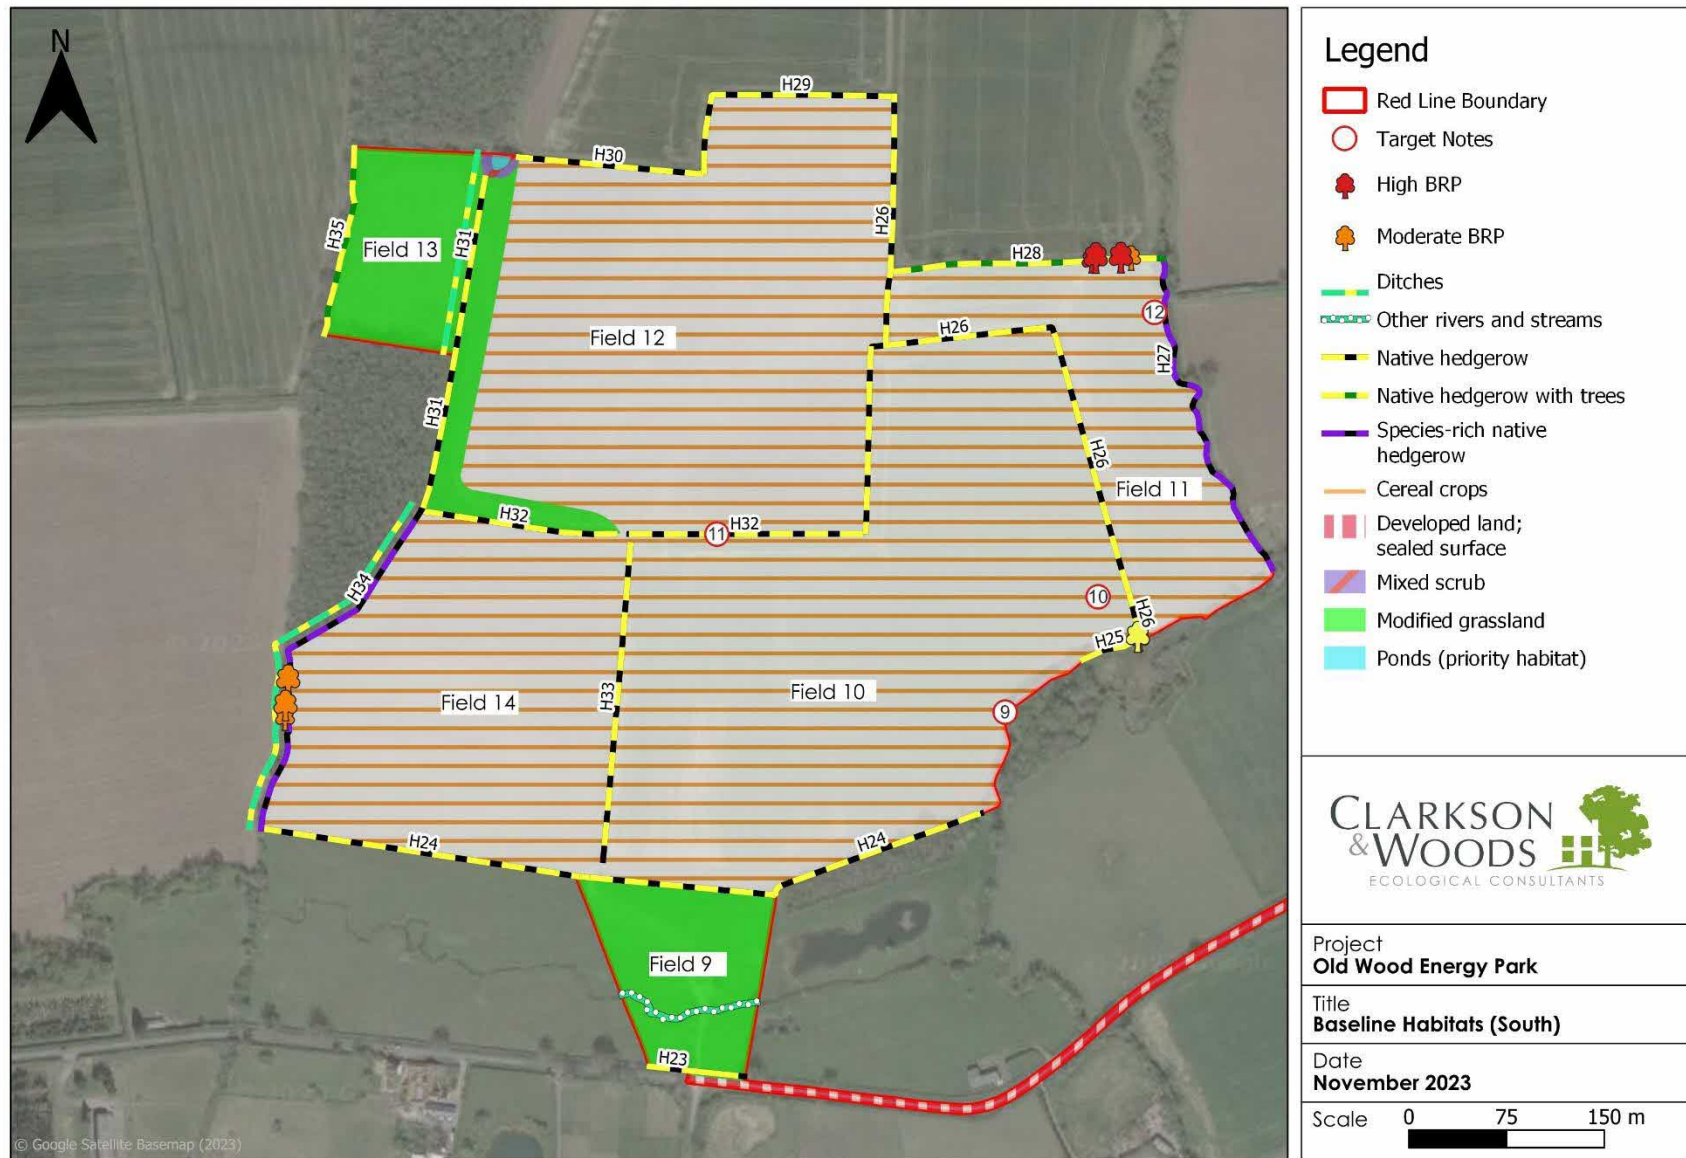 N
H29
H30
H26
H35
Field 13
H31
H28
12
Field 12
H26
H27
H31
H26
Field 11
H32
11
H32
H34
10
H26
H25
H33
Field 14
Field 10
9
H24
H24
Field 9
H23
© Google Satellite Basemap (2023)
Legend
Red Line Boundary
Target Notes
High BRP
Moderate BRP
Ditches
Other rivers and streams
Native hedgerow
Native hedgerow with trees
Species-rich native
hedgerow
Cereal crops
Developed land;
sealed surface
Mixed scrub
Modified grassland
Ponds (priority habitat)
CLARKSON
& WOODS
ECOLOGICAL CONSULTANTS
Project
Old Wood Energy Park
Title
Baseline Habitats (South)
Date
November 2023
Scale 0 75 150 m